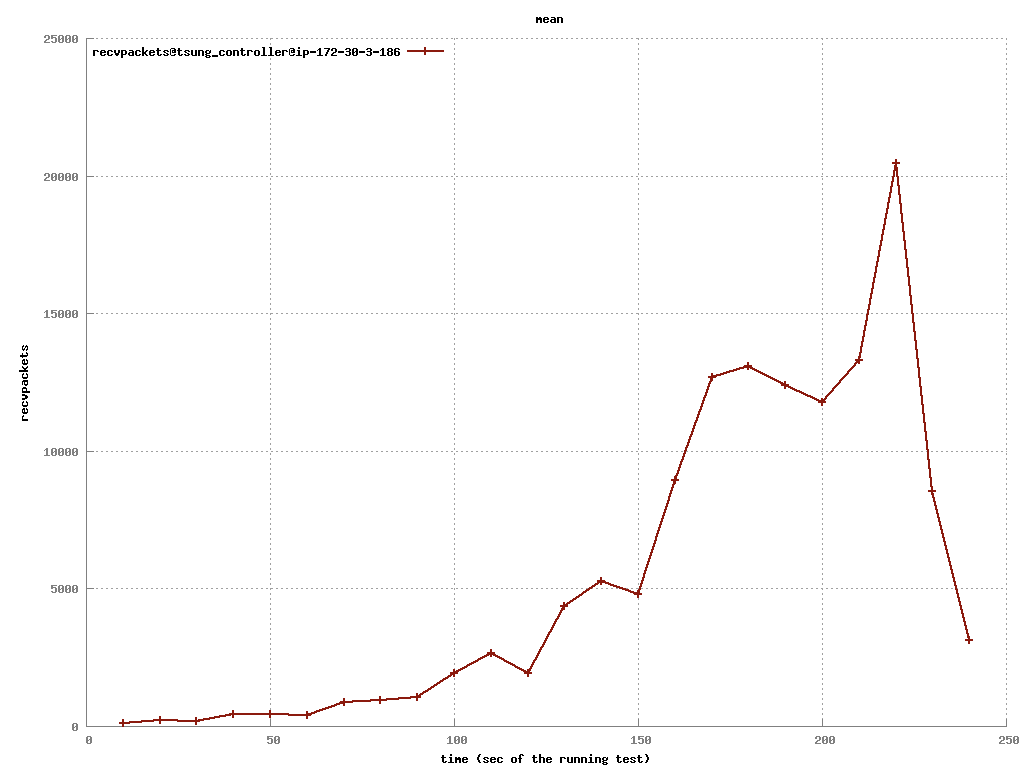 mean
25000
recvpackets@tsung_controller@ip-172-30-3-186
20000
15000
recvpackets
10000
5000
0
0 50 100 150 200 250
time (sec of the running test)